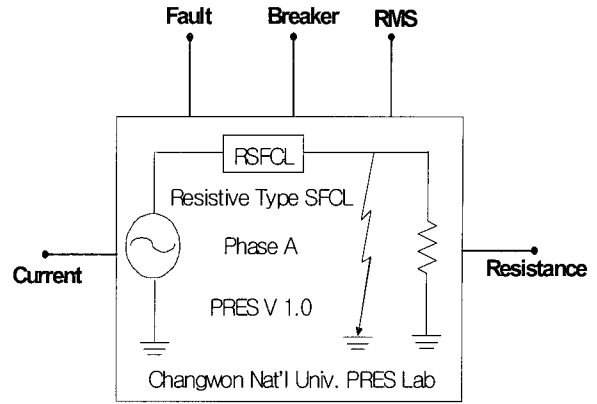 Fault Breaker RMS
RSFCL
Resistive Type SFCL
Phase A
Current
Resistance
PRES V 1.0
Changwon Nat'l Univ. PRES Lab